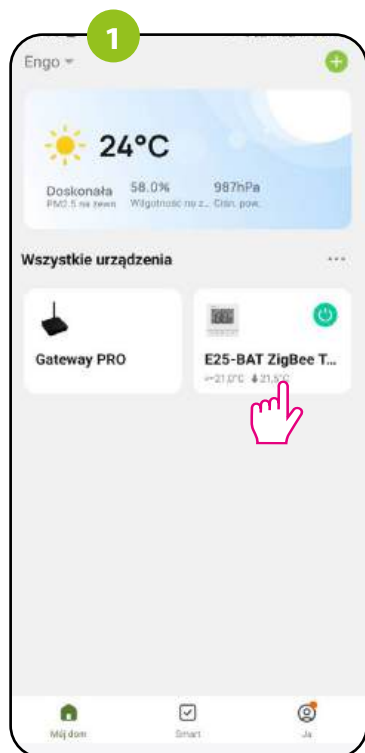 1
Engo
24°C
Doskonała 58.0% 987hPa
PM2.5 na zewn Wilgotność na z... Ciśn. pow.
Wszystkie urządzenia
Gateway PRO E25-BAT ZigBee T...
21,0°C 21,5°C
Mój dom Smart Ja